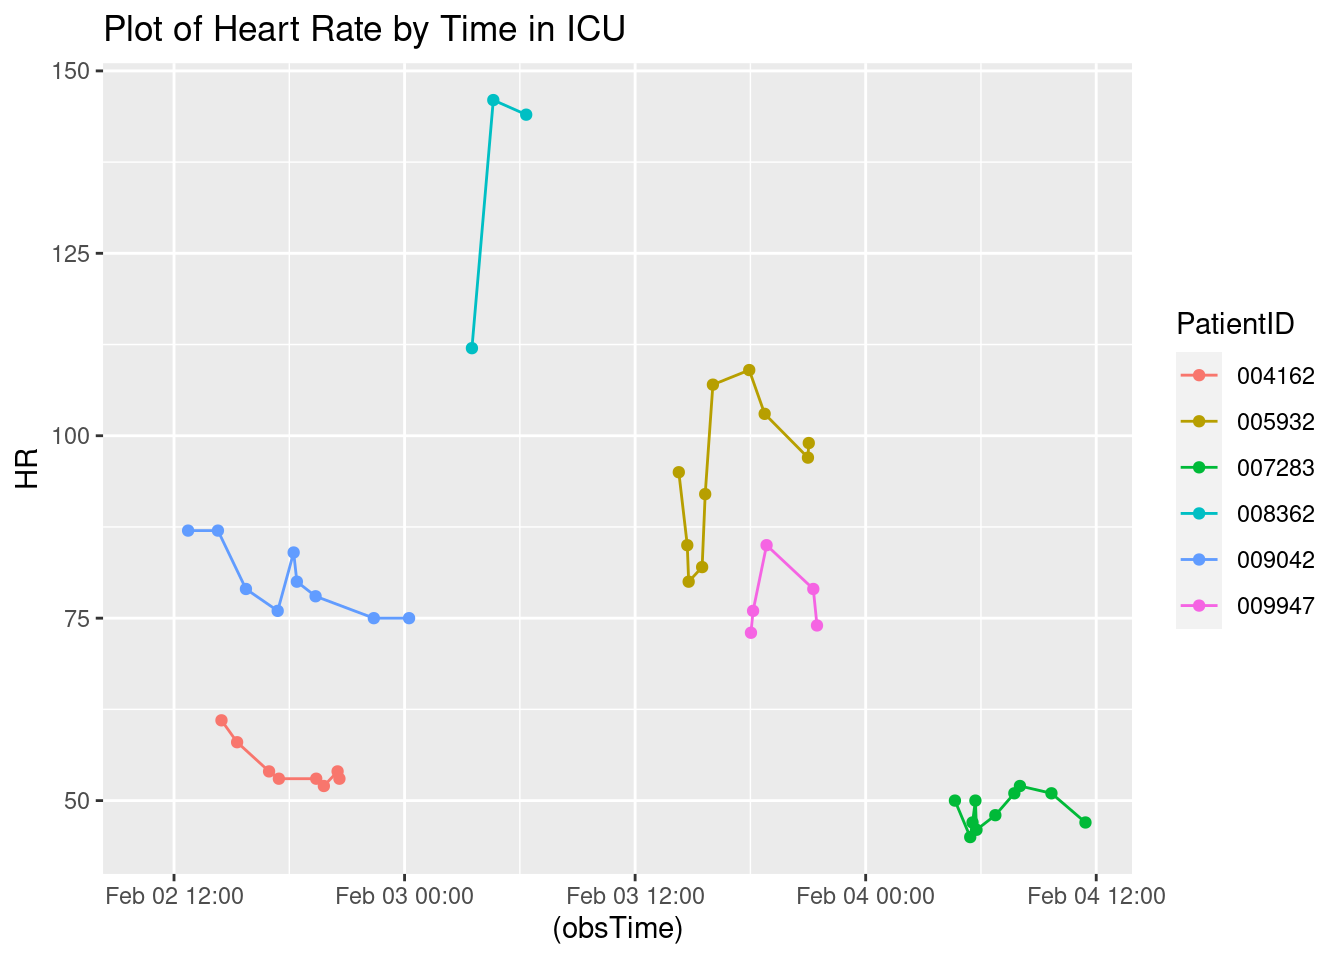 Plot of Heart Rate by Time in ICU
150
125
100
75
50
HR
Feb 02 12:00
Feb 03 00:00
Feb 03 12:00
Feb 04 00:00
Feb 04 12:00
(obsTime)
PatientID
004162
005932
007283
008362
009042
009947